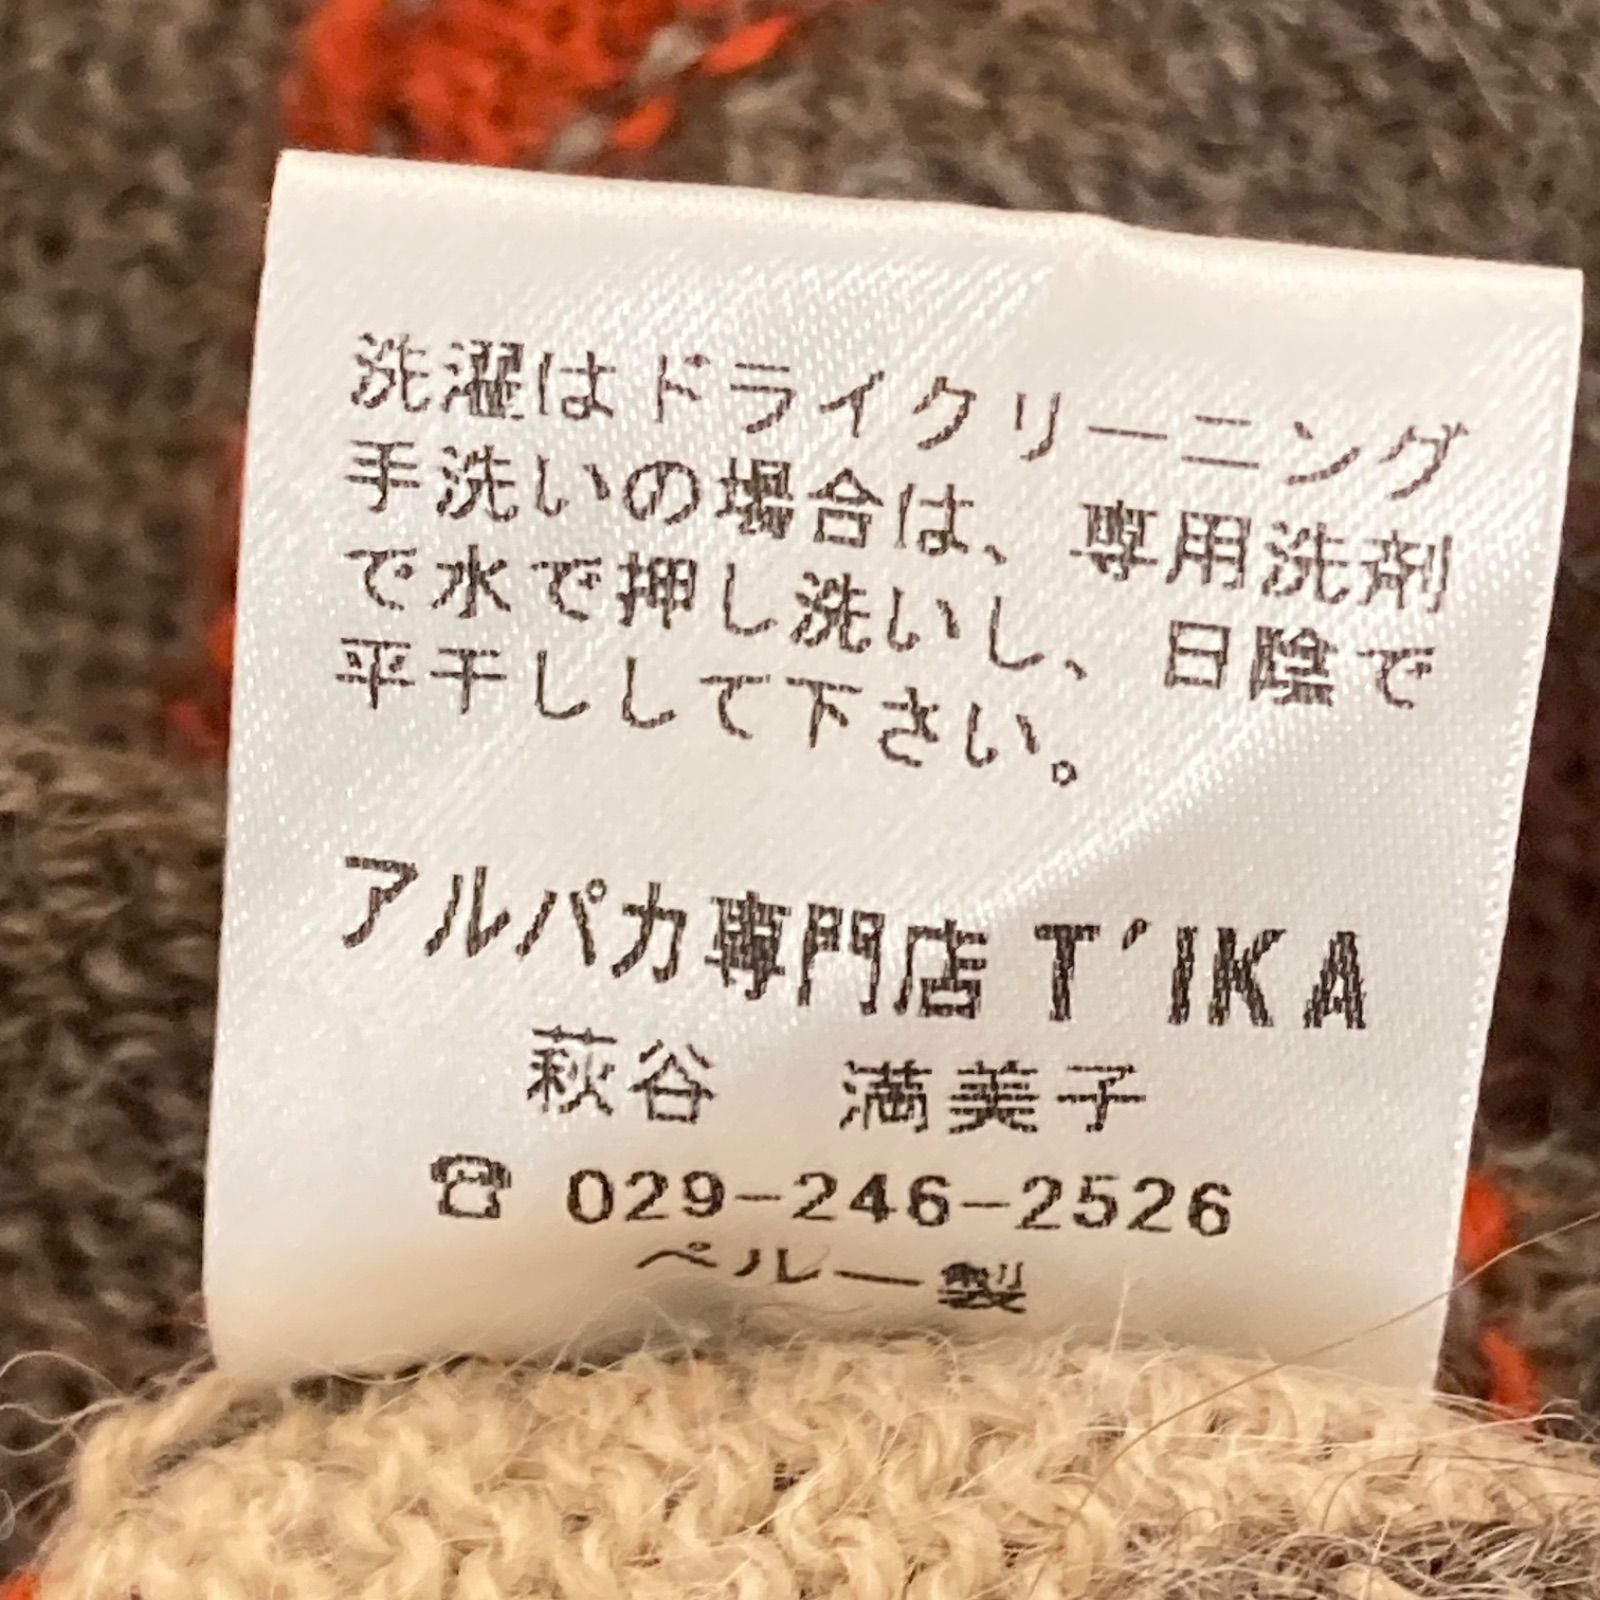 洗濯はドライクリーニング
手洗いの場合は、専用洗剤
で水で押し洗いし、日陰で
平干しして下さい。
アルパカ専門店 T'IKA
萩谷　満美子
☎ 029-246-2526
ペルー製